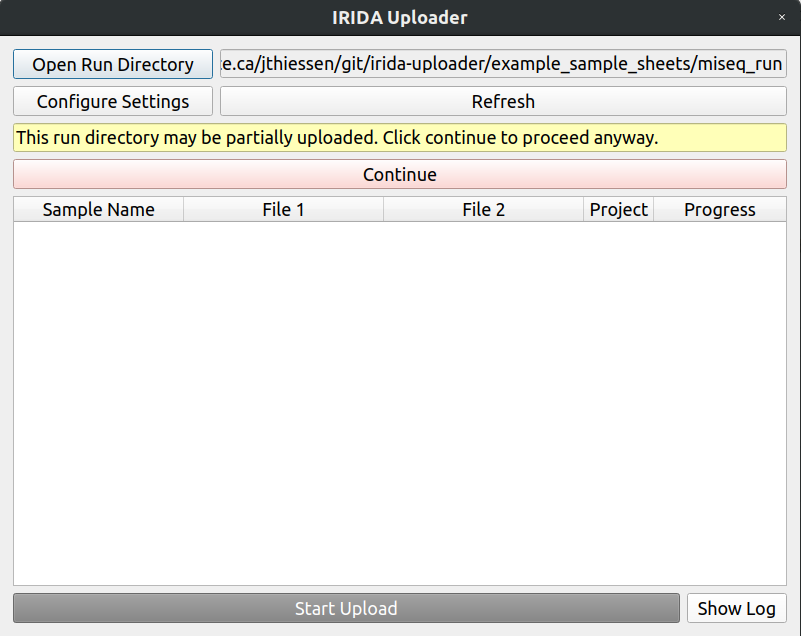 IRIDA Uploader
Open Run Directory
e.ca/jthiessen/git/irida-uploader/example_sample_sheets/miseq_run
Configure Settings
Refresh
This run directory may be partially uploaded. Click continue to proceed anyway.
Continue
Sample Name File 1 File 2 Project Progress
Start Upload
Show Log